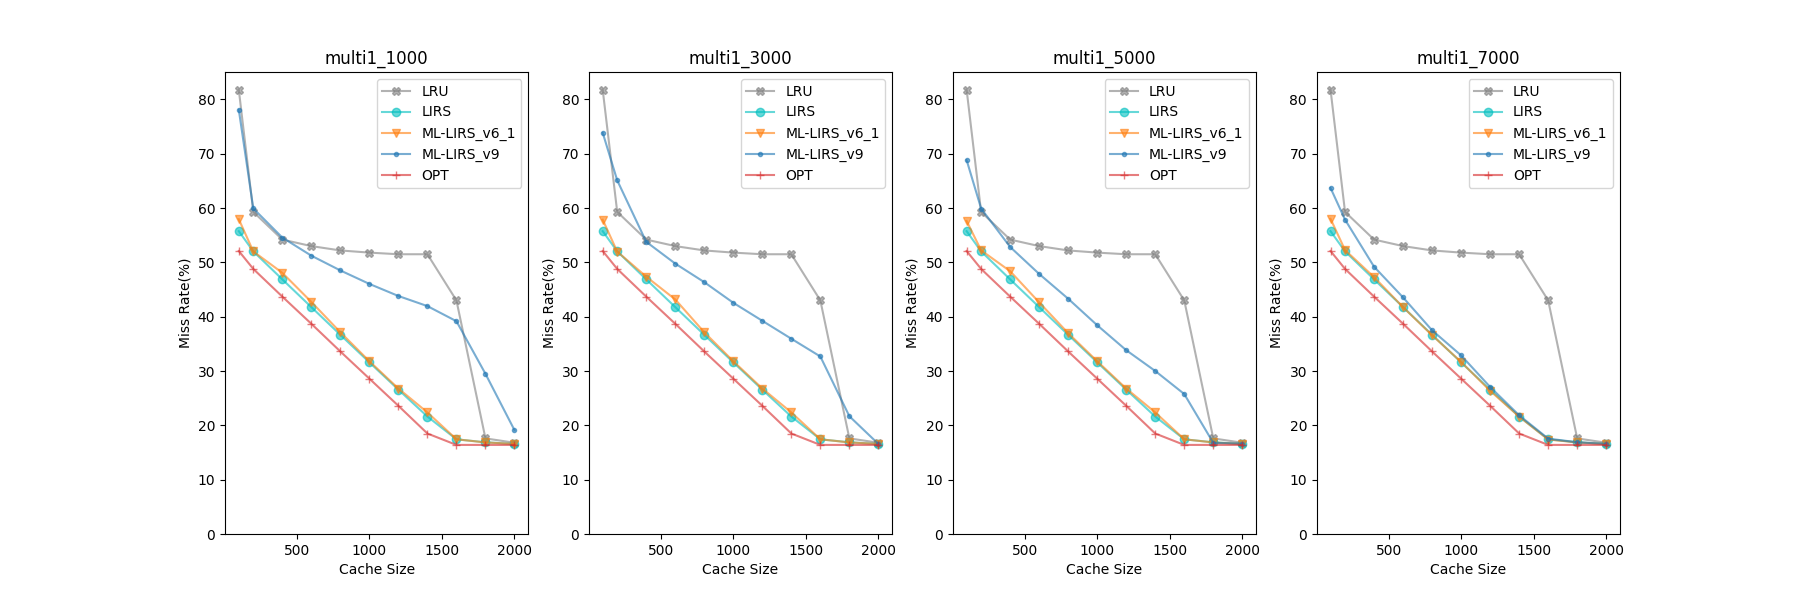 multi1_1000
80
70
60
50
40
30
20
10
0
Miss Rate(%)
500 1000 1500 2000
Cache Size
LRU
LIRS
ML-LIRS_v6_1
ML-LIRS_v9
OPT
multi1_3000
80
70
60
50
40
30
20
10
0
Miss Rate(%)
500 1000 1500 2000
Cache Size
LRU
LIRS
ML-LIRS_v6_1
ML-LIRS_v9
OPT
multi1_5000
80
70
60
50
40
30
20
10
0
Miss Rate(%)
500 1000 1500 2000
Cache Size
LRU
LIRS
ML-LIRS_v6_1
ML-LIRS_v9
OPT
multi1_7000
80
70
60
50
40
30
20
10
0
Miss Rate(%)
500 1000 1500 2000
Cache Size
LRU
LIRS
ML-LIRS_v6_1
ML-LIRS_v9
OPT